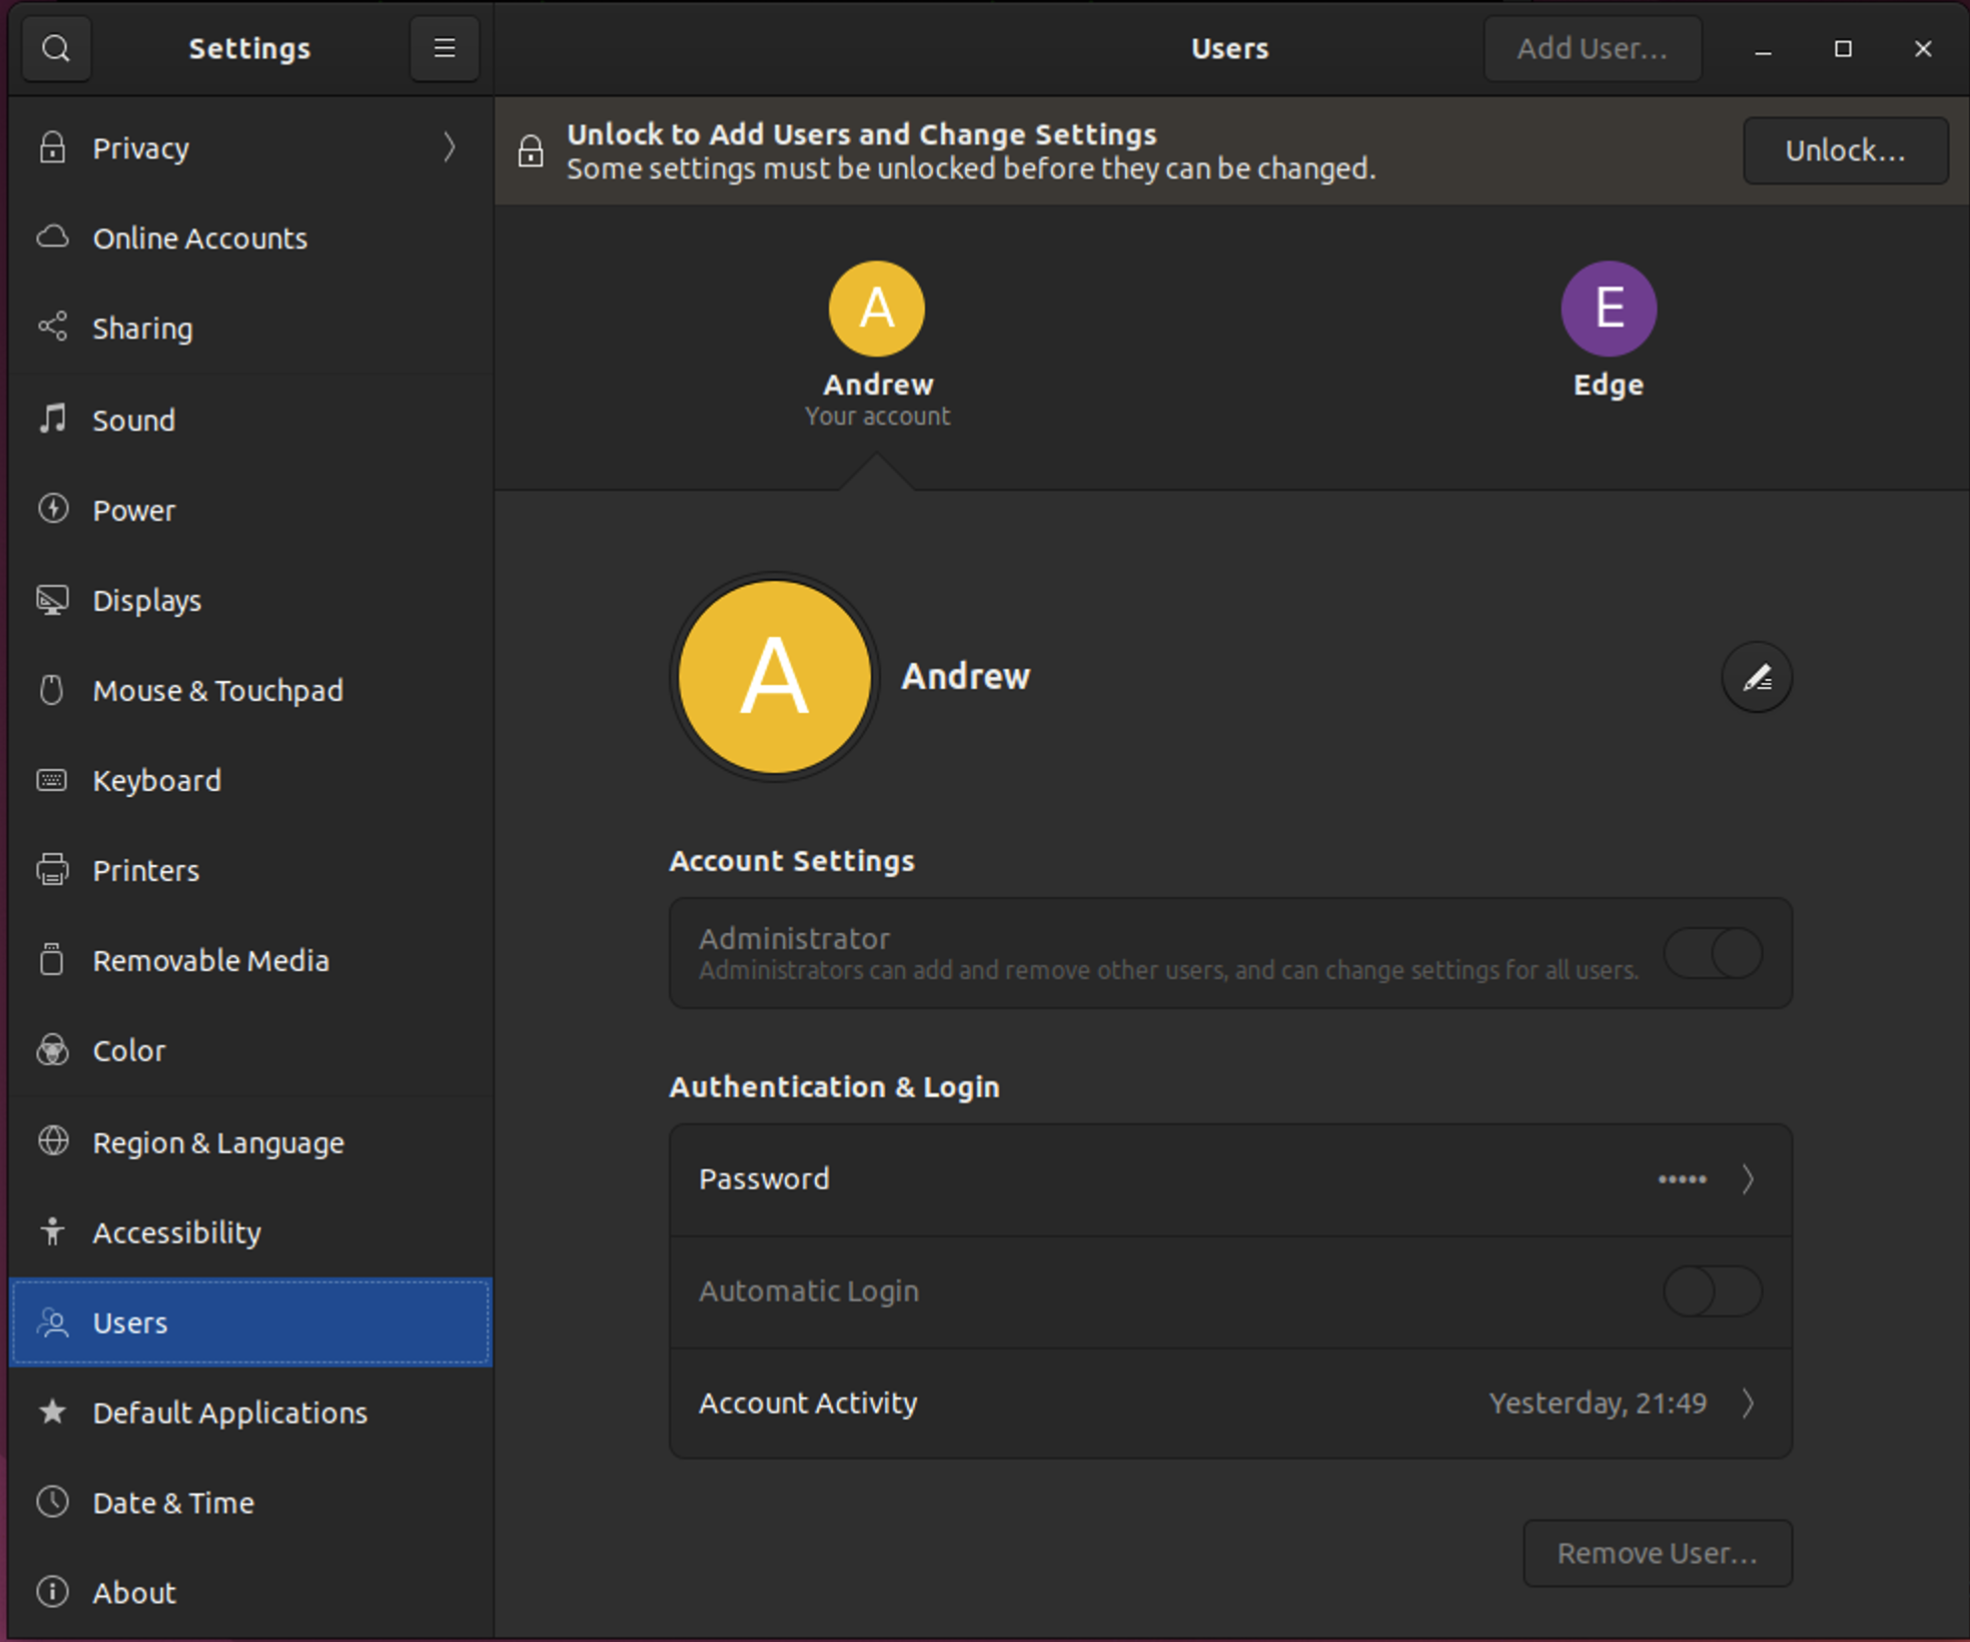 Settings
Users
Add User...
Privacy
Online Accounts
Sharing
Sound
Power
Displays
Mouse & Touchpad
Keyboard
Printers
Removable Media
Color
Region & Language
Accessibility
Users
Default Applications
Date & Time
About
Unlock to Add Users and Change Settings
Some settings must be unlocked before they can be changed.
Unlock...
A
Andrew
Your account
E
Edge
A
Andrew
Account Settings
Administrator
Administrators can add and remove other users, and can change settings for all users.
Authentication & Login
Password •••••
Automatic Login
Account Activity Yesterday, 21:49
Remove User...